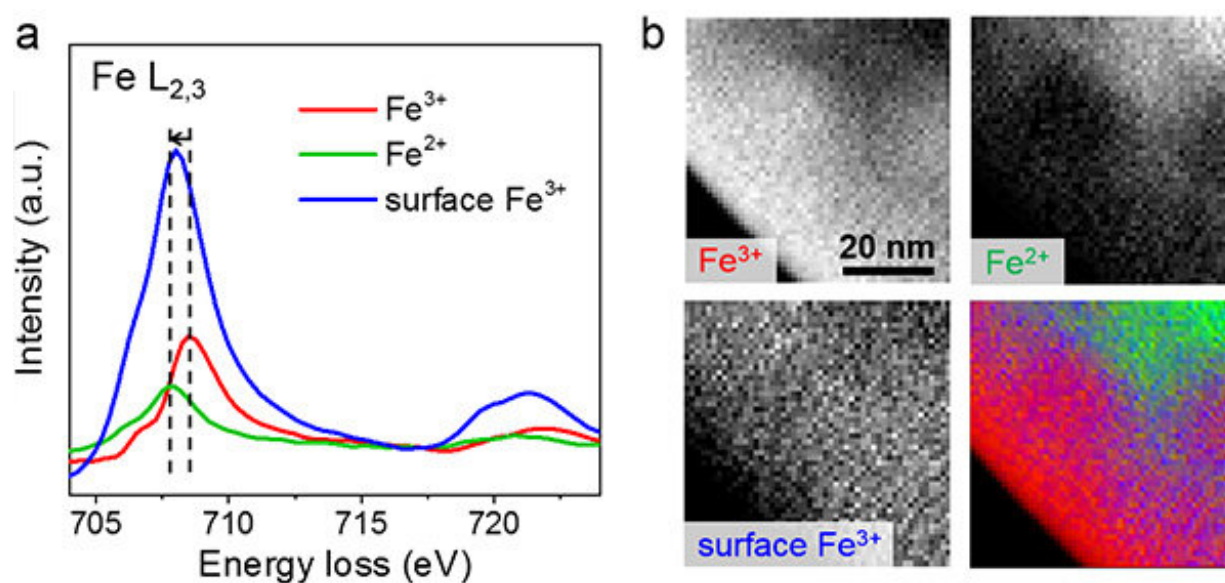 a
Fe L2,3
Fe3+
Fe2+
surface Fe3+
Intensity (a.u.)
705 710 715 720
Energy loss (eV)
b
Fe3+
20 nm
Fe2+
surface Fe3+